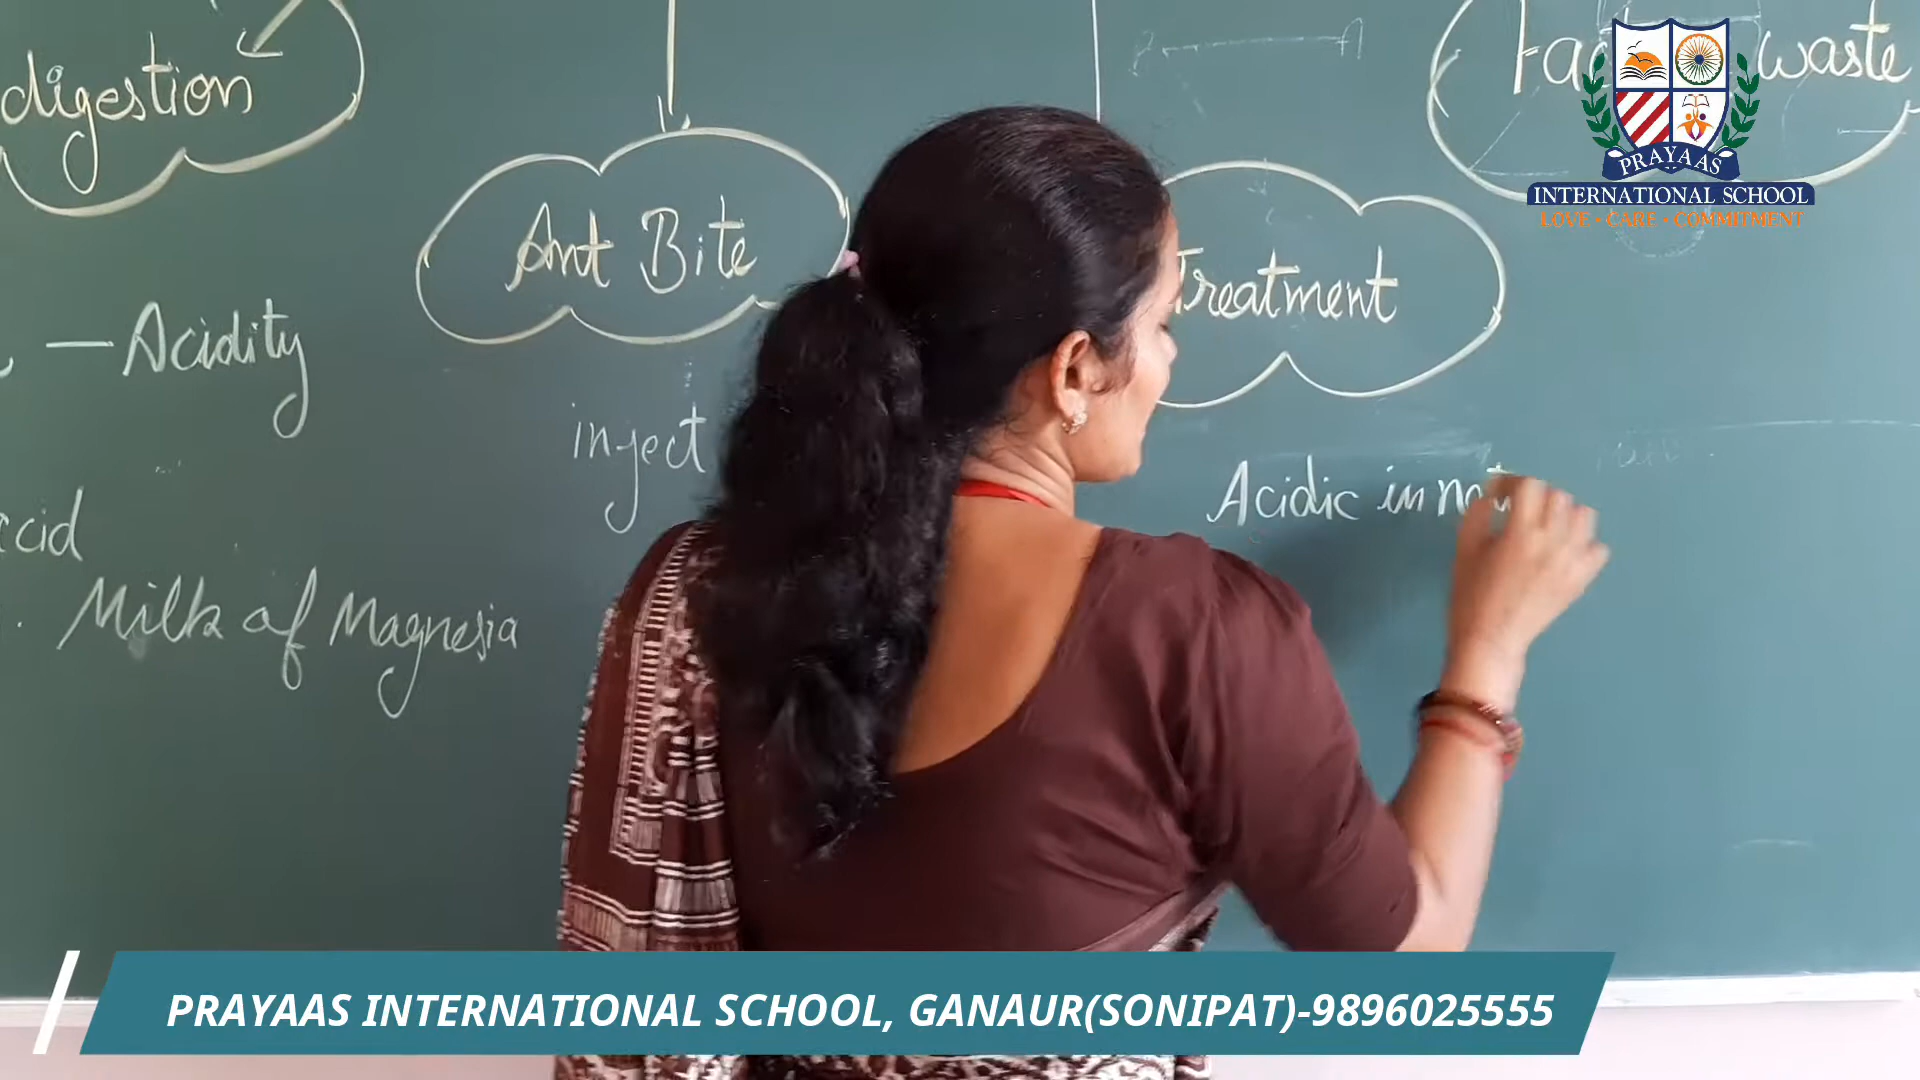 digestion
Ant Bite
Treatment
waste
— Acidity
inject
Acidic in
acid
Milk of Magnesia
PRAYAAS
INTERNATIONAL SCHOOL
LOVE • CARE • COMMITMENT
PRAYAAS INTERNATIONAL SCHOOL, GANAUR(SONIPAT)-9896025555